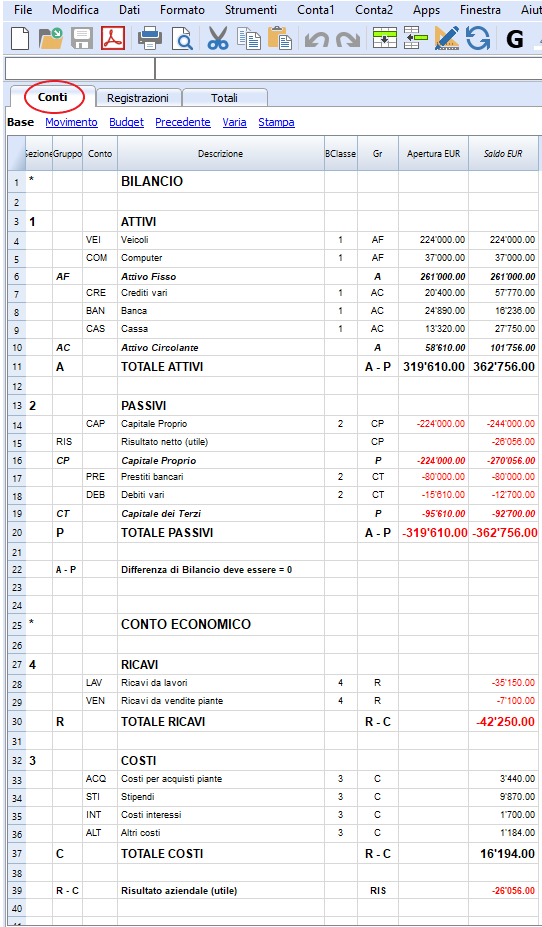 File Modifica Dati Formato Strumenti Conta1 Conta2 Apps Finestra Aiut
G
Conti Registrazioni Totali
Base Movimento Budget Precedente Varia Stampa
Sezione Gruppo Conto Descrizione BClasse Gr Apertura EUR Saldo EUR
1 * BILANCIO
2
3 1 ATTIVI
4 VEI Veicoli 1 AF 224'000.00 224'000.00
5 COM Computer 1 AF 37'000.00 37'000.00
6 AF Attivo Fisso A 261'000.00 261'000.00
7 CRE Crediti vari 1 AC 20'400.00 57'770.00
8 BAN Banca 1 AC 24'890.00 16'236.00
9 CAS Cassa 1 AC 13'320.00 27'750.00
10 AC Attivo Circolante A 58'610.00 101'756.00
11 A TOTALE ATTIVI A - P 319'610.00 362'756.00
12
13 2 PASSIVI
14 CAP Capitale Proprio 2 CP -224'000.00 -244'000.00
15 RIS Risultato netto (utile) CP -26'056.00
16 CP Capitale Proprio P -224'000.00 -270'056.00
17 PRE Prestiti bancari 2 CT -80'000.00 -80'000.00
18 DEB Debiti vari 2 CT -15'610.00 -12'700.00
19 CT Capitale dei Terzi P -95'610.00 -92'700.00
20 P TOTALE PASSIVI A - P -319'610.00 -362'756.00
21
22 A - P Differenza di Bilancio deve essere = 0
23
24
25 * CONTO ECONOMICO
26
27 4 RICAVI
28 LAV Ricavi da lavori 4 R -35'150.00
29 VEN Ricavi da vendite piante 4 R -7'100.00
30 R TOTALE RICAVI R - C -42'250.00
31
32 3 COSTI
33 ACQ Costi per acquisti piante 3 C 3'440.00
34 STI Stipendi 3 C 9'870.00
35 INT Costi interessi 3 C 1'700.00
36 ALT Altri costi 3 C 1'184.00
37 C TOTALE COSTI R - C 16'194.00
38
39 R - C Risultato aziendale (utile) RIS -26'056.00
40